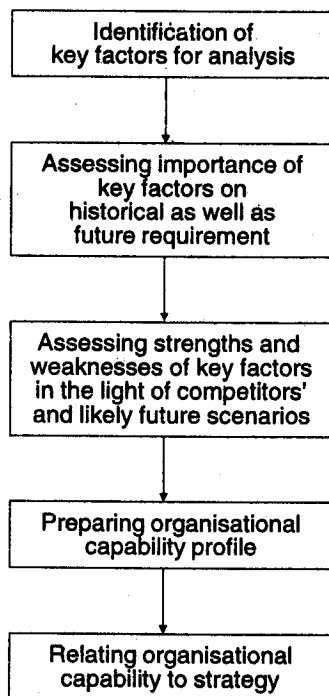 Identification of
key factors for analysis
Assessing importance of
key factors on
historical as well as
future requirement
Assessing strengths and
weaknesses of key factors
in the light of competitors'
and likely future scenarios
Preparing organisational
capability profile
Relating organisational
capability to strategy